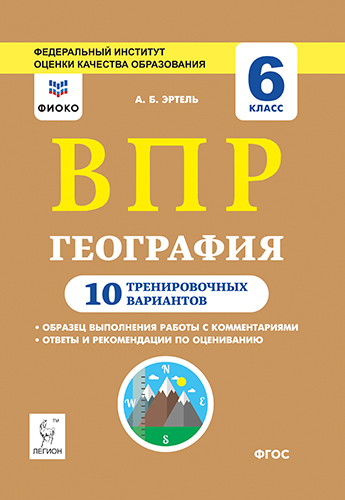 ФЕДЕРАЛЬНЫЙ ИНСТИТУТ
ОЦЕНКИ КАЧЕСТВА ОБРАЗОВАНИЯ
ФИОКО
6
КЛАСС
А. Б. ЭРТЕЛЬ
ВПР
ГЕОГРАФИЯ
10 ТРЕНИРОВОЧНЫХ
ВАРИАНТОВ
• ОБРАЗЕЦ ВЫПОЛНЕНИЯ РАБОТЫ С КОММЕНТАРИЯМИ
• ОТВЕТЫ И РЕКОМЕНДАЦИИ ПО ОЦЕНИВАНИЮ
N
W
E
S
TM
ЛЕГИОН
ФГОС